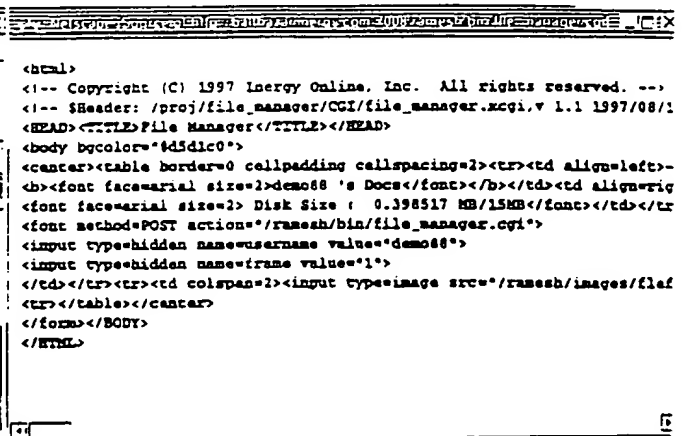 <html>
<!-- Copyright (C) 1997 Inergy Online, Inc. All rights reserved. -->
<!-- $Header: /proj/file_manager/CGI/file_manager.xcgi,v 1.1 1997/08/1
<HEAD><TITLE>File Manager</TITLE></HEAD>
<body bgcolor="#d5d1c0">
<center><table border=0 cellpadding cellspacing=2><tr><td align=left>
<b><font face=arial size=2>demo88 's Docs</font></b></td><td align=rig
<font face=arial size=2> Disk Size : 0.398517 MB/15MB</font></td></tr
<font method=POST action="/ramesh/bin/file_manager.cgi">
<input type=hidden name=username value="demo88">
<input type=hidden name=frame value="1">
</td></tr><tr><td colspan=2><input type=image src="/ramesh/images/flaf
<tr></table></center>
</form></BODY>
</HTML>